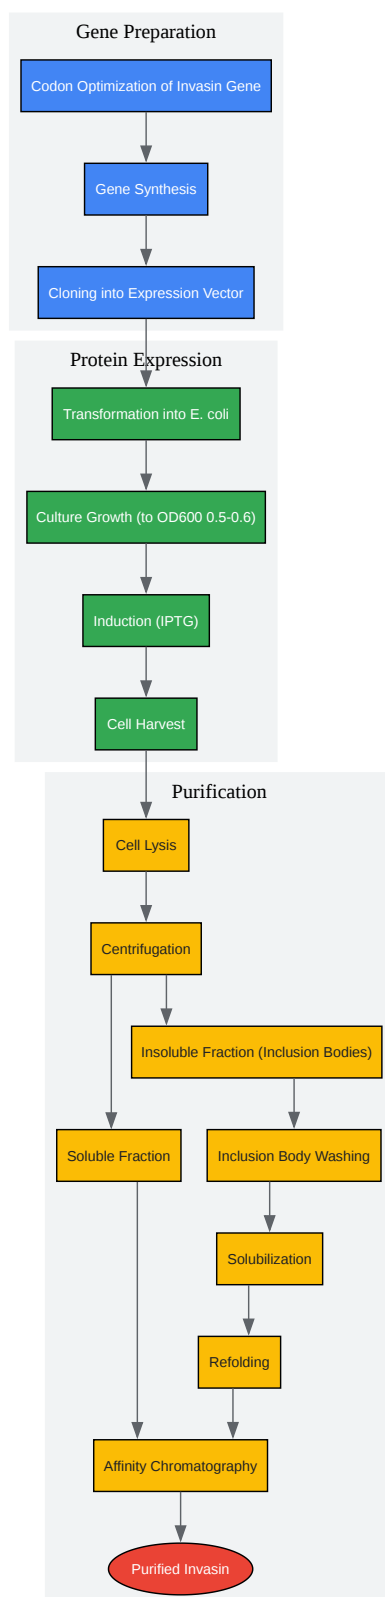 Gene Preparation
Codon Optimization of Invasin Gene
Gene Synthesis
Cloning into Expression Vector
Protein Expression
Transformation into E. coli
Culture Growth (to OD600 0.5-0.6)
Induction (IPTG)
Cell Harvest
Purification
Cell Lysis
Centrifugation
Insoluble Fraction (Inclusion Bodies)
Soluble Fraction
Inclusion Body Washing
Solubilization
Refolding
Affinity Chromatography
Purified Invasin